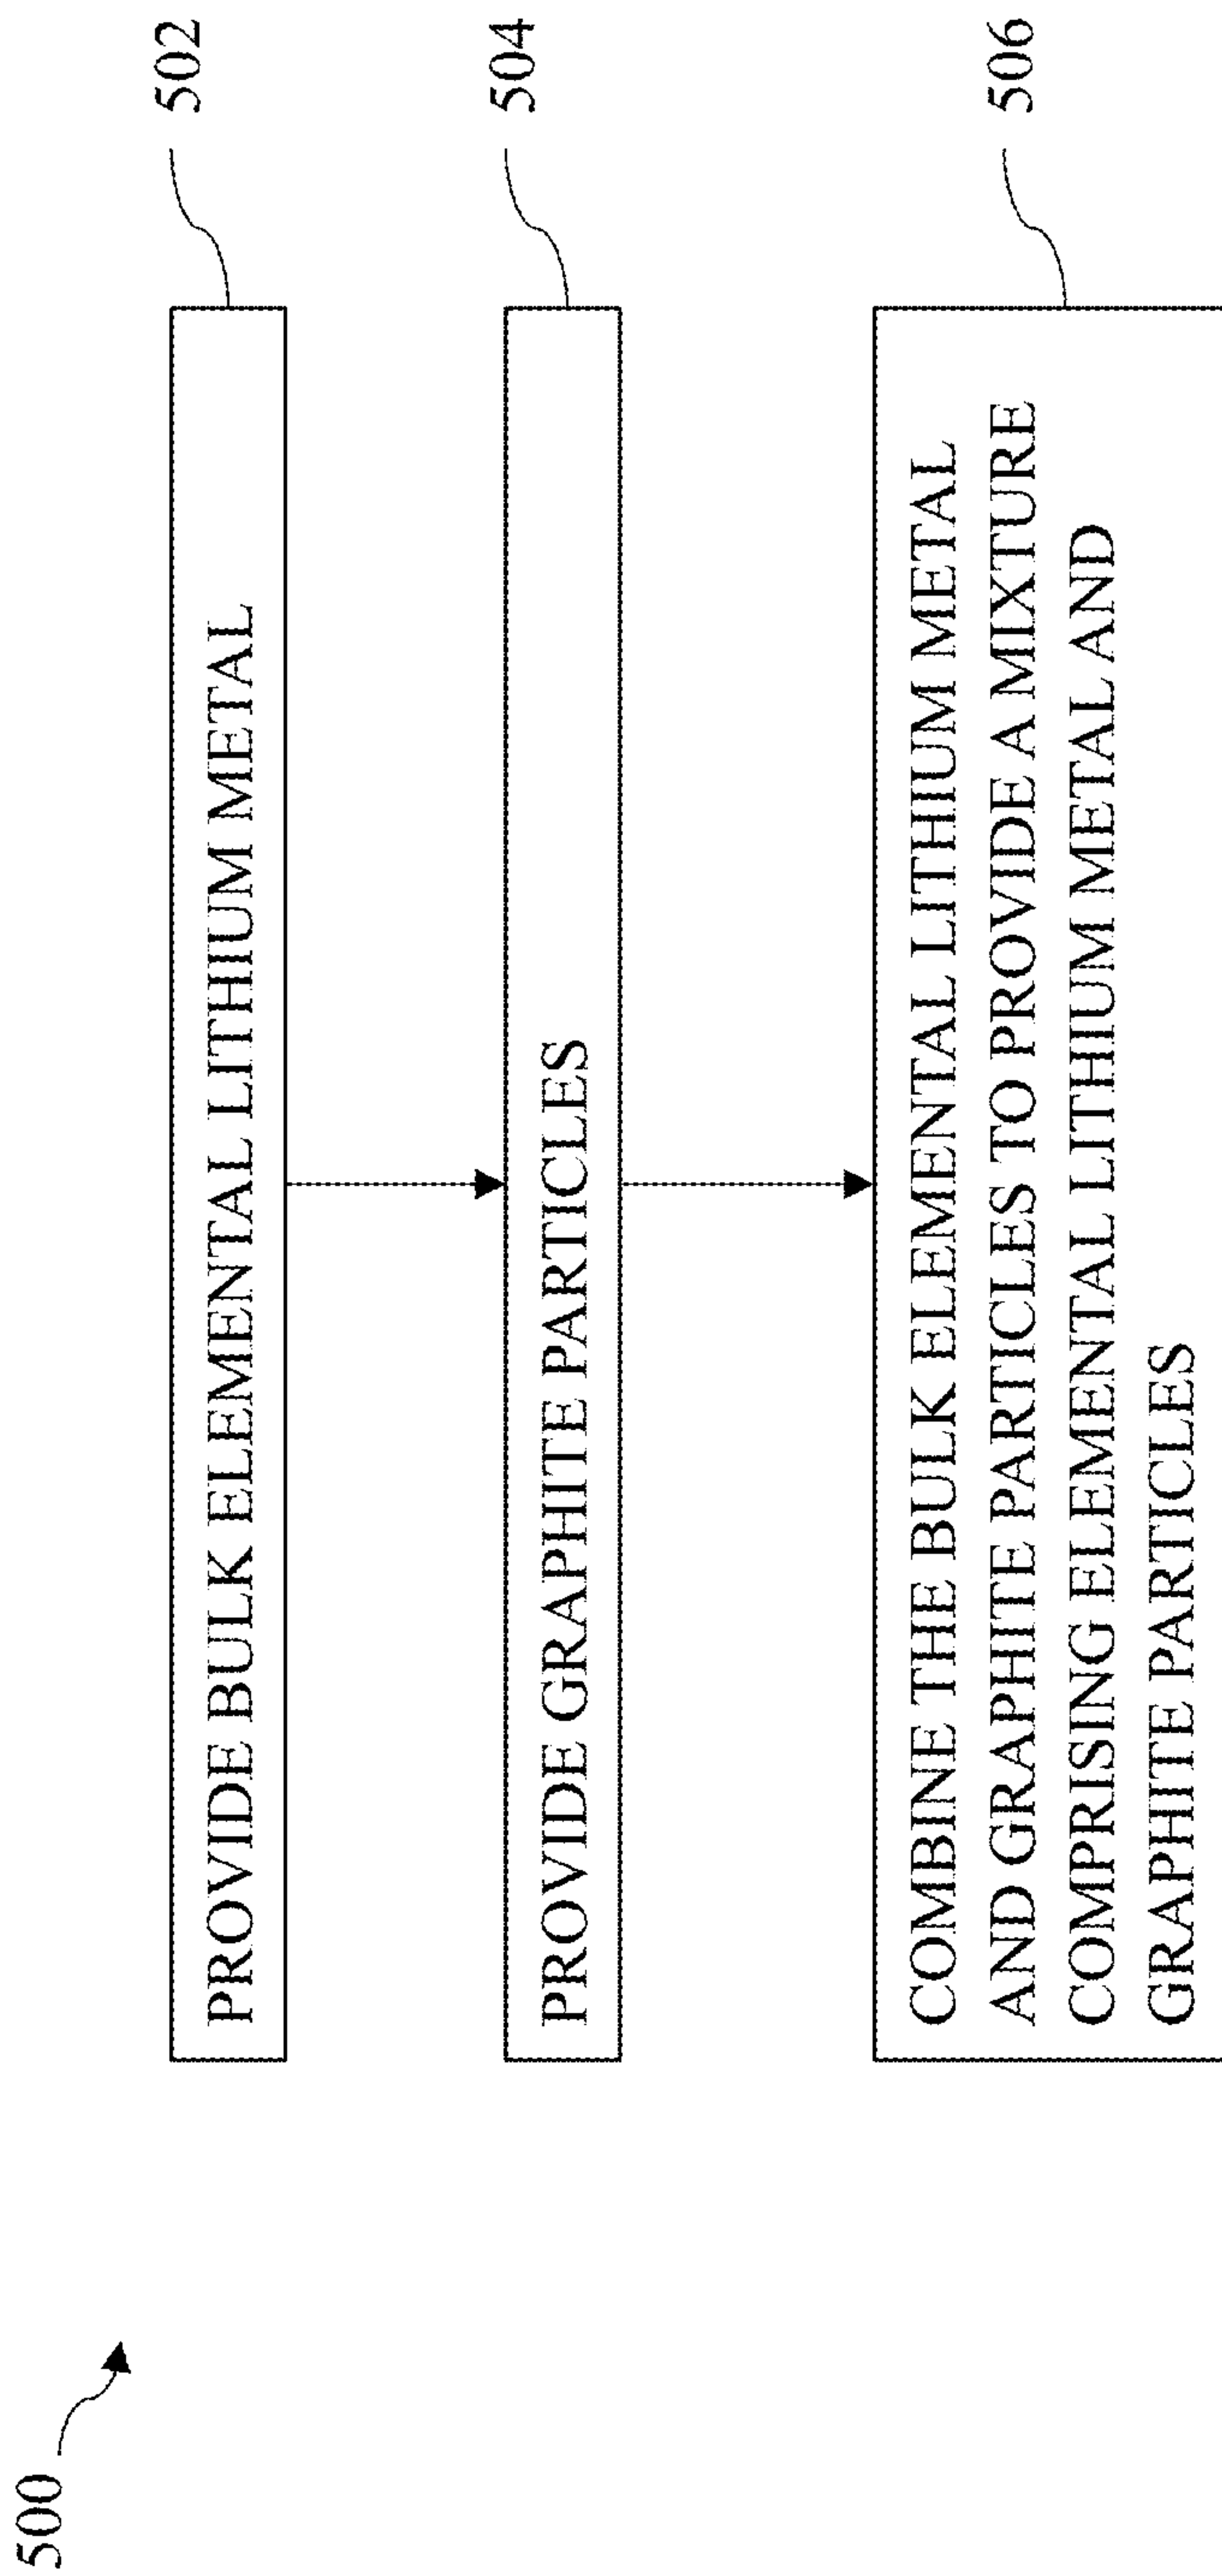 500
PROVIDE BULK ELEMENTAL LITHIUM METAL
502
PROVIDE GRAPHITE PARTICLES
504
COMBINE THE BULK ELEMENTAL LITHIUM METAL
AND GRAPHITE PARTICLES TO PROVIDE A MIXTURE
COMPRISING ELEMENTAL LITHIUM METAL AND
GRAPHITE PARTICLES
506